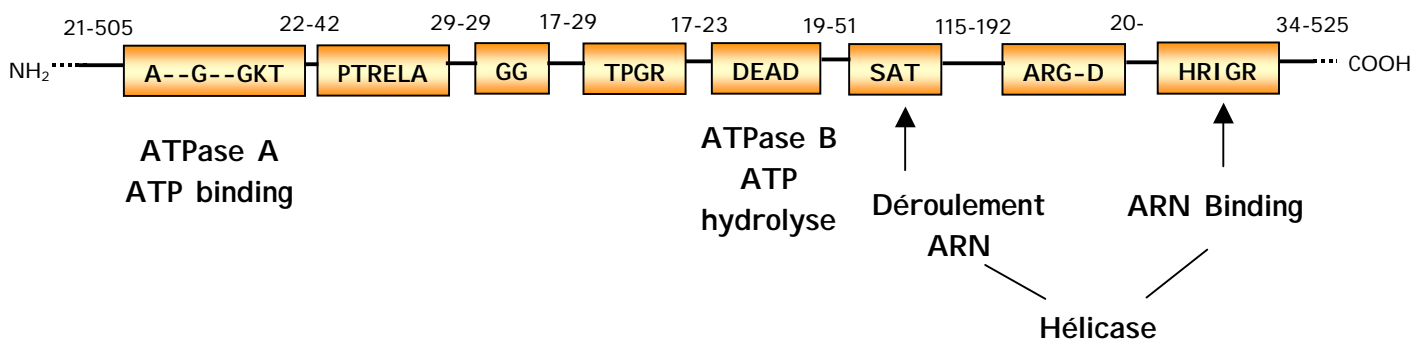 21-505 22-42 29-29 17-29 17-23 19-51 115-192 20- 34-525
NH₂ A--G--GKT PTRELA GG TPGR DEAD SAT ARG-D HRIGR COOH
ATPase A
ATP binding
ATPase B
ATP
hydrolyse
Déroulement
ARN
ARN Binding
Hélicase